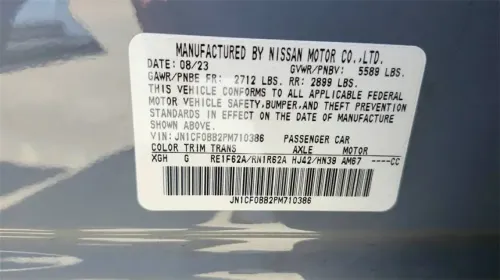 MANUFACTURED BY NISSAN MOTOR CO.,LTD.
DATE: 08/23 GVWR/PNBV: 5589 LBS.
GAWR/PNBE FR: 2712 LBS. RR: 2899 LBS.
THIS VEHICLE CONFORMS TO ALL APPLICABLE FEDERAL
MOTOR VEHICLE SAFETY,BUMPER,AND THEFT PREVENTION
STANDARDS IN EFFECT ON THE DATE OF MANUFACTURE
SHOWN ABOVE.
VIN: JN1CF0BB2PM710386 PASSENGER CAR
COLOR TRIM TRANS AXLE MOTOR
XGH G RE1F62A/RN1R62A HJ42/HN39 AM67 ----CC
JN1CF0BB2PM710386